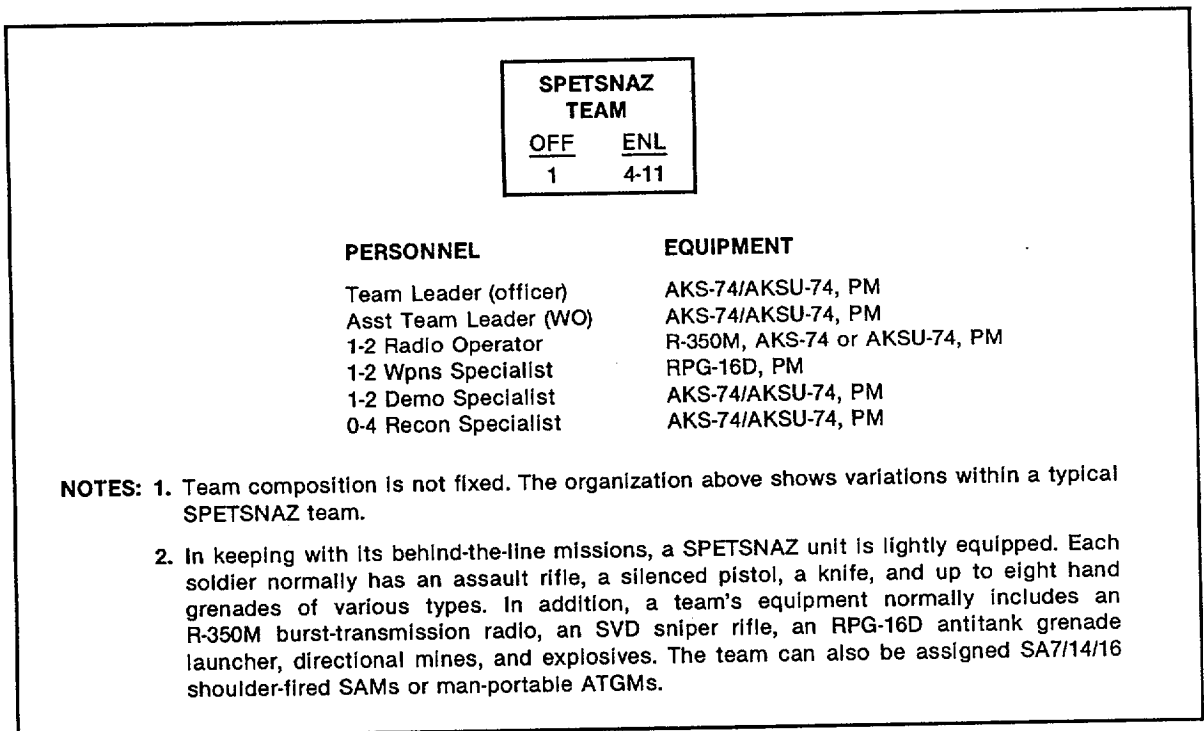 SPETSNAZ
TEAM
OFF ENL
1 4-11
PERSONNEL EQUIPMENT
Team Leader (officer) AKS-74/AKSU-74, PM
Asst Team Leader (WO) AKS-74/AKSU-74, PM
1-2 Radio Operator R-350M, AKS-74 or AKSU-74, PM
1-2 Wpns Specialist RPG-16D, PM
1-2 Demo Specialist AKS-74/AKSU-74, PM
0-4 Recon Specialist AKS-74/AKSU-74, PM
NOTES: 1. Team composition is not fixed. The organization above shows variations within a typical
SPETSNAZ team.
2. In keeping with its behind-the-line missions, a SPETSNAZ unit is lightly equipped. Each
soldier normally has an assault rifle, a silenced pistol, a knife, and up to eight hand
grenades of various types. In addition, a team's equipment normally includes an
R-350M burst-transmission radio, an SVD sniper rifle, an RPG-16D antitank grenade
launcher, directional mines, and explosives. The team can also be assigned SA7/14/16
shoulder-fired SAMs or man-portable ATGMs.